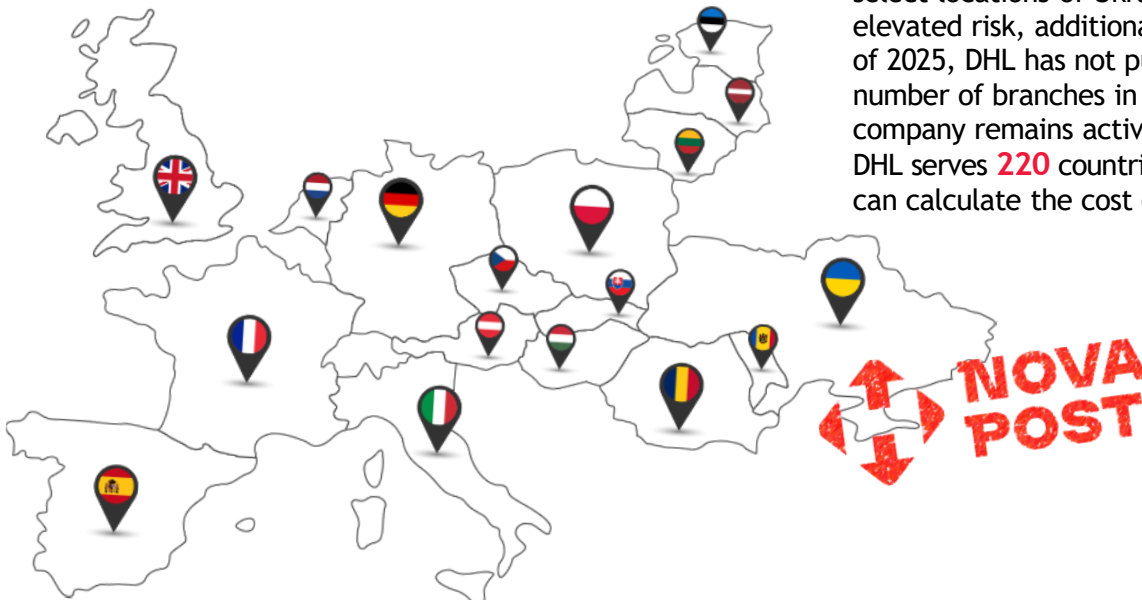 elevated risk, additiona
of 2025, DHL has not pu
number of branches in
company remains activ
DHL serves 220 countri
can calculate the cost
NOVA
POST